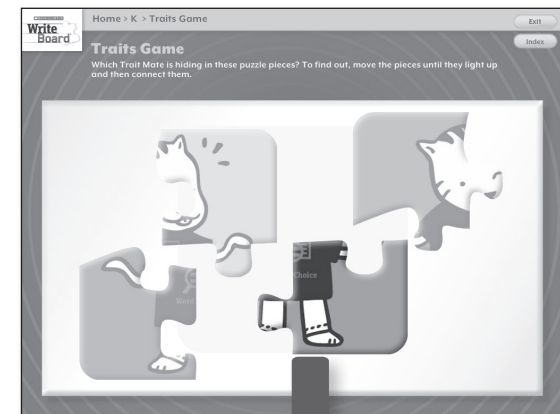 Write
Board
Home > K > Traits Game
Exit
Index
Traits Game
Which Trait Mate is hiding in these puzzle pieces? To find out, move the pieces until they light up
and then connect them.
Choice